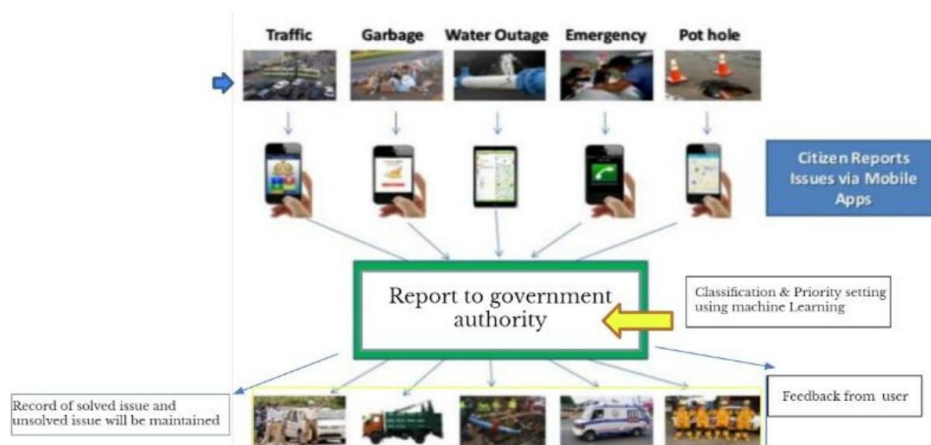 Traffic
Garbage
Water Outage
Emergency
Pot hole
Citizen Reports
Issues via Mobile
Apps
Report to government
authority
Classification & Priority setting
using machine Learning
Record of solved issue and
unsolved issue will be maintained
Feedback from user